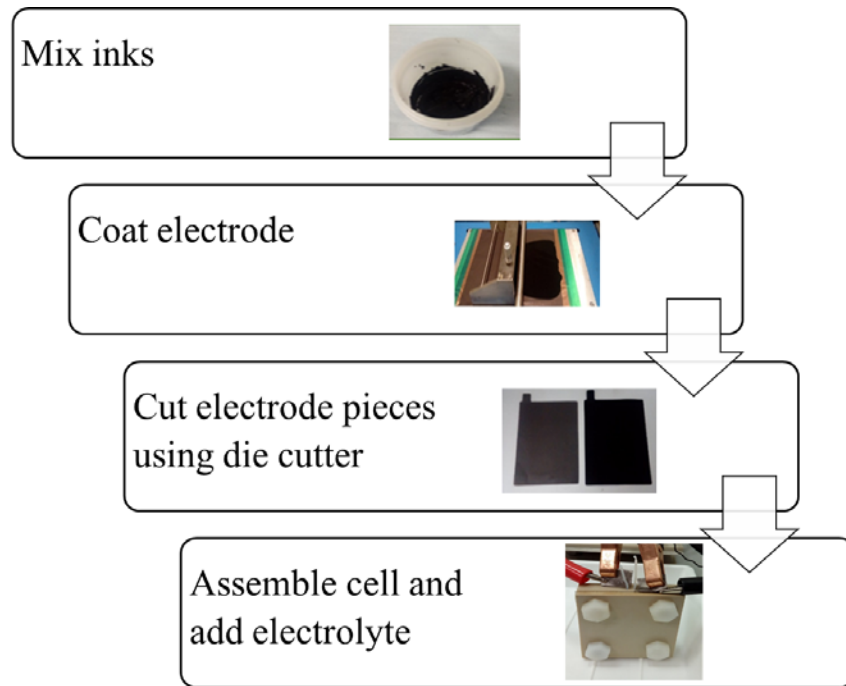 Mix inks
Coat electrode
Cut electrode pieces
using die cutter
Assemble cell and
add electrolyte